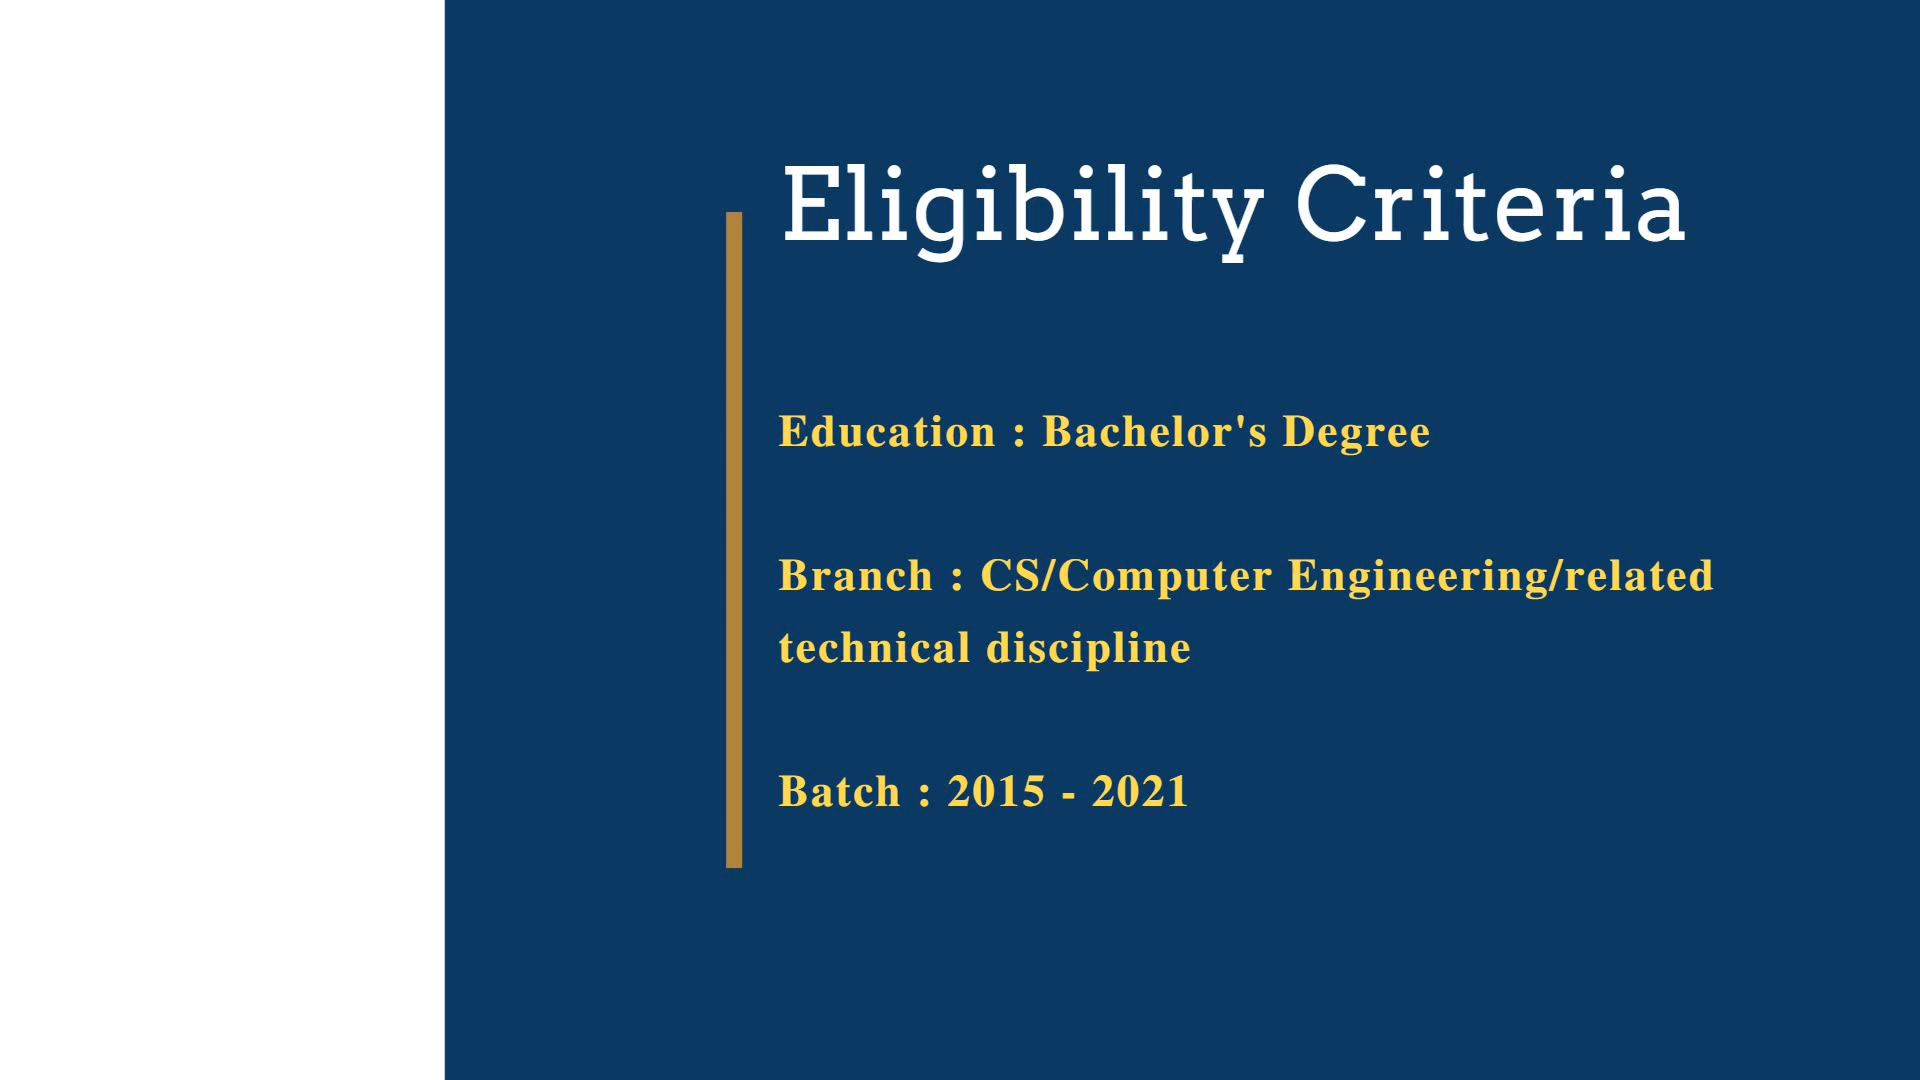 Eligibility Criteria
Education : Bachelor's Degree
Branch : CS/Computer Engineering/related
technical discipline
Batch : 2015 - 2021